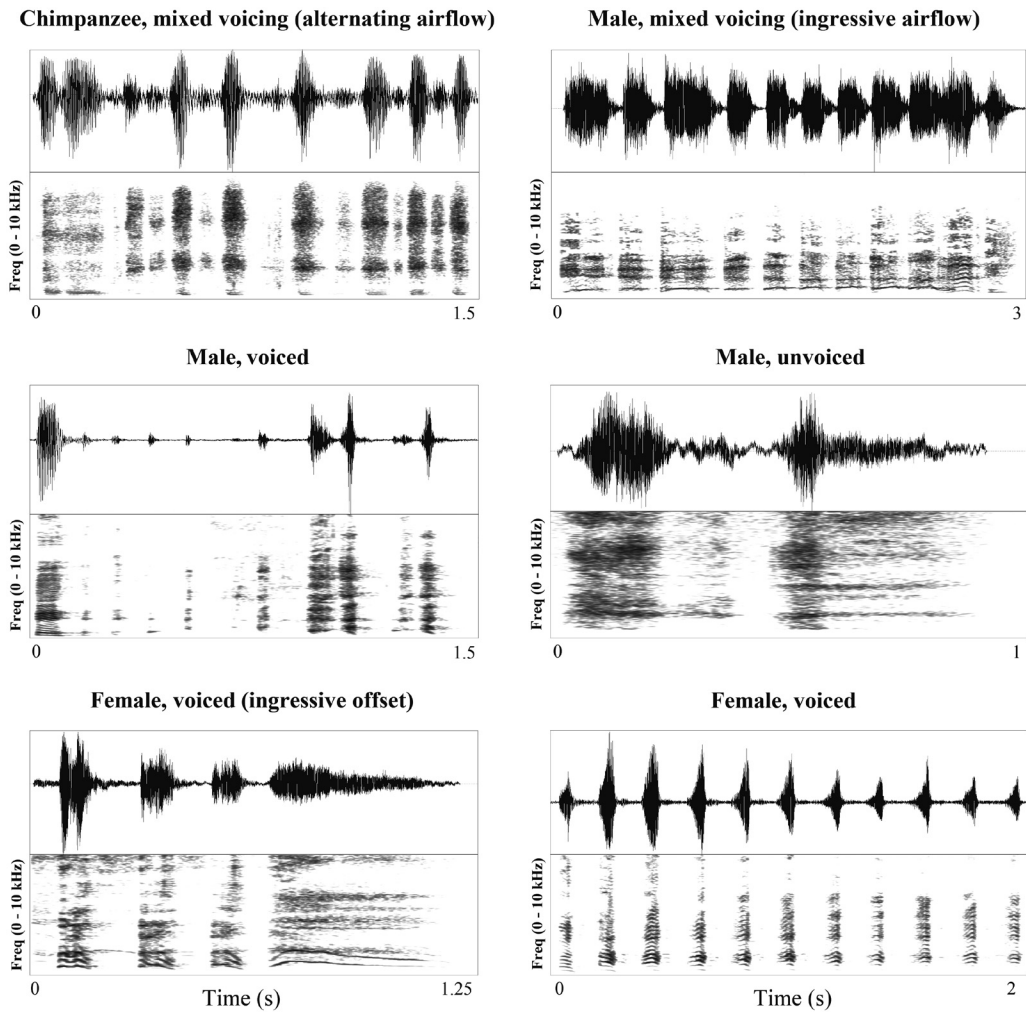 Chimpanzee, mixed voicing (alternating airflow)
Freq (0 - 10 kHz)
0 1.5
Male, mixed voicing (ingressive airflow)
Freq (0 - 10 kHz)
0 3
Male, voiced
Freq (0 - 10 kHz)
0 1.5
Male, unvoiced
Freq (0 - 10 kHz)
0 1
Female, voiced (ingressive offset)
Freq (0 - 10 kHz)
0 1.25
Time (s)
Female, voiced
Freq (0 - 10 kHz)
0 2
Time (s)